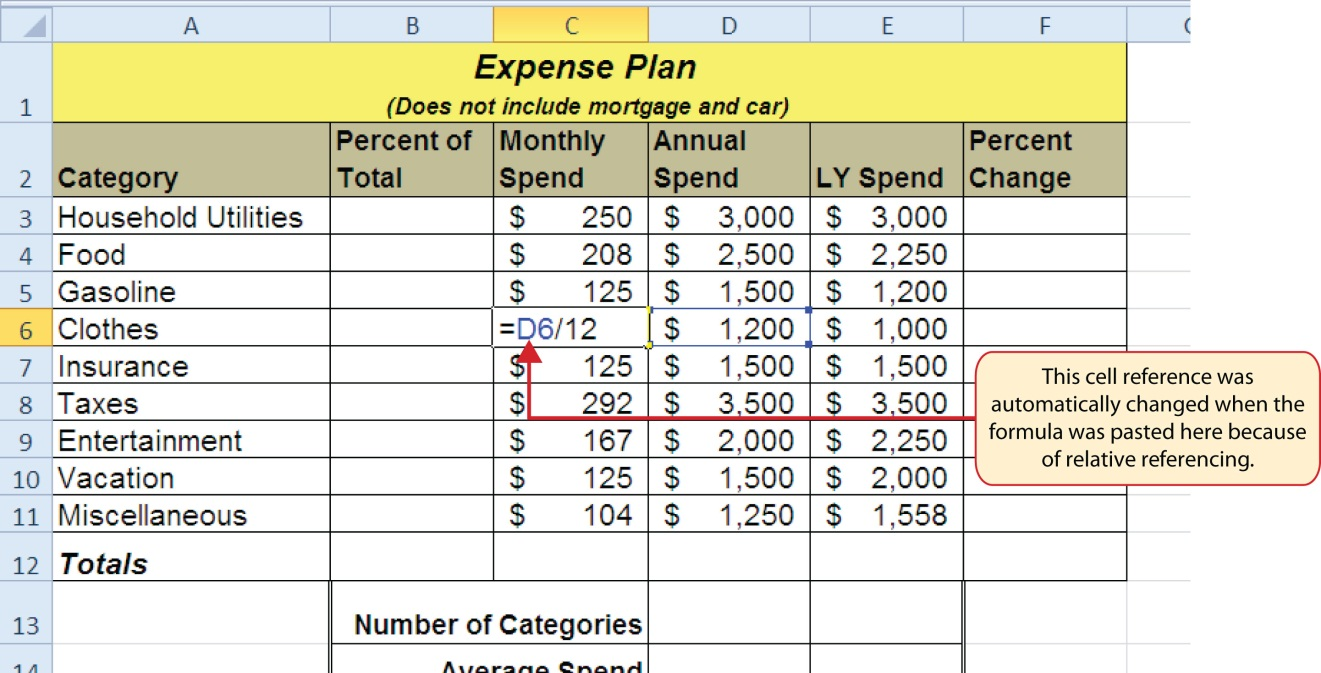 A B C D E F
1 Expense Plan
(Does not include mortgage and car)
2 Category Percent of Total Monthly Spend Annual Spend LY Spend Percent Change
3 Household Utilities $ 250 $ 3,000 $ 3,000
4 Food $ 208 $ 2,500 $ 2,250
5 Gasoline $ 125 $ 1,500 $ 1,200
6 Clothes =D6/12 $ 1,200 $ 1,000
7 Insurance $ 125 $ 1,500 $ 1,500
8 Taxes $ 292 $ 3,500 $ 3,500
9 Entertainment $ 167 $ 2,000 $ 2,250
10 Vacation $ 125 $ 1,500 $ 2,000
11 Miscellaneous $ 104 $ 1,250 $ 1,558
12 Totals
13 Number of Categories
14 Average Spend
This cell reference was
automatically changed when the
formula was pasted here because
of relative referencing.